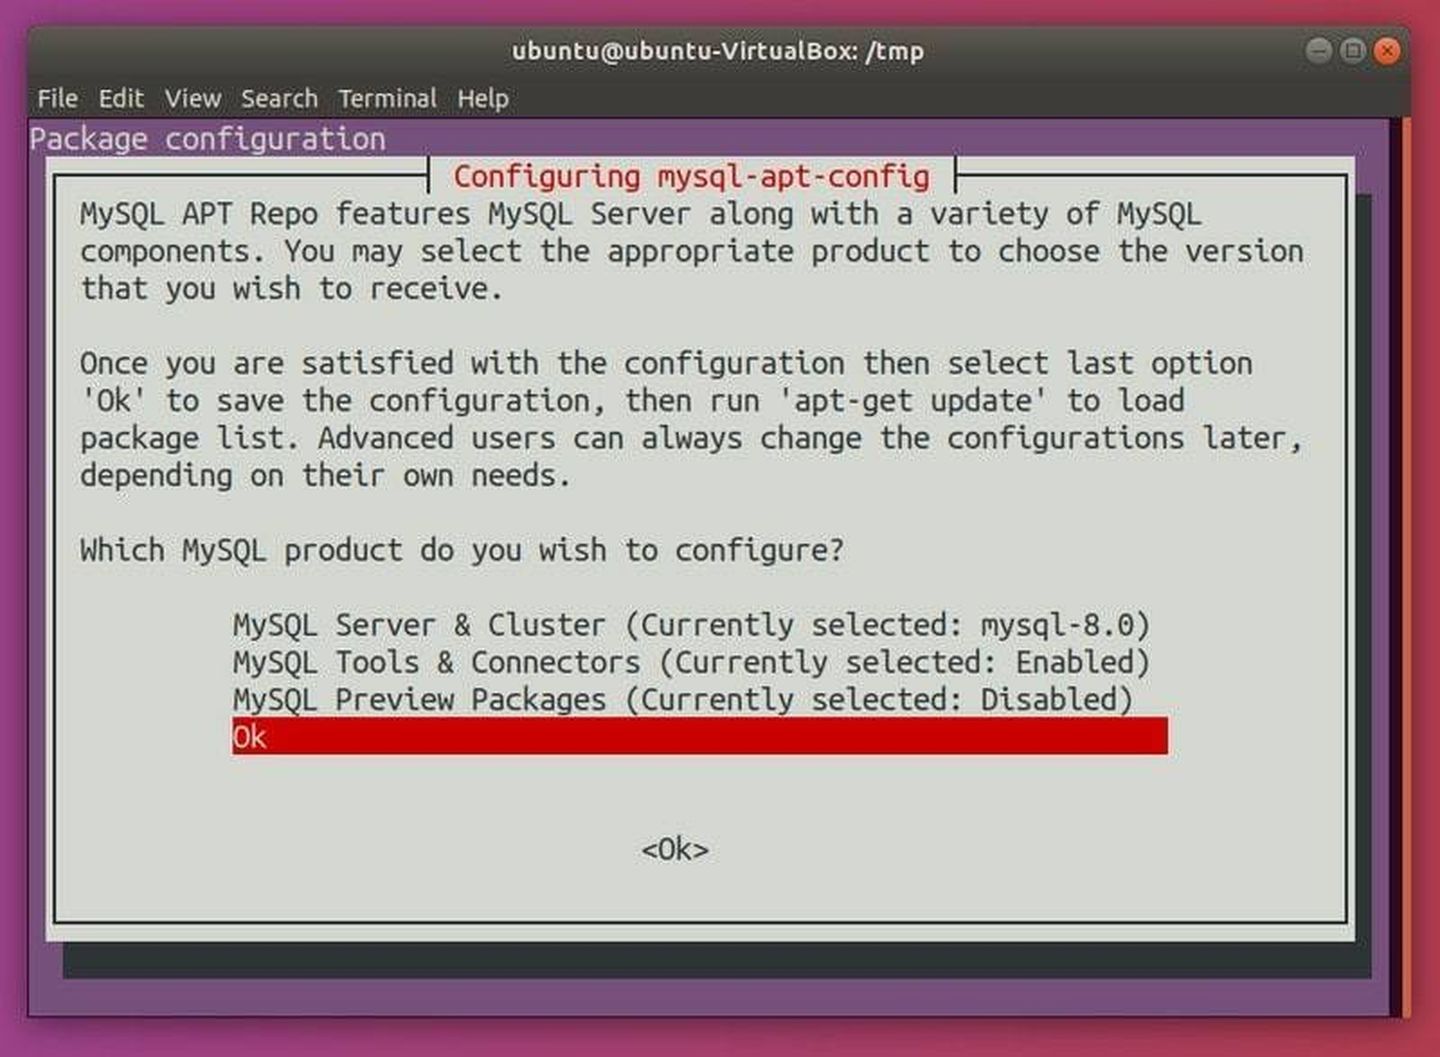 ubuntu@ubuntu-VirtualBox: /tmp
File Edit View Search Terminal Help
Package configuration
Configuring mysql-apt-config
MySQL APT Repo features MySQL Server along with a variety of MySQL
components. You may select the appropriate product to choose the version
that you wish to receive.
Once you are satisfied with the configuration then select last option
'Ok' to save the configuration, then run 'apt-get update' to load
package list. Advanced users can always change the configurations later,
depending on their own needs.
Which MySQL product do you wish to configure?
MySQL Server & Cluster (Currently selected: mysql-8.0)
MySQL Tools & Connectors (Currently selected: Enabled)
MySQL Preview Packages (Currently selected: Disabled)
Ok
<Ok>